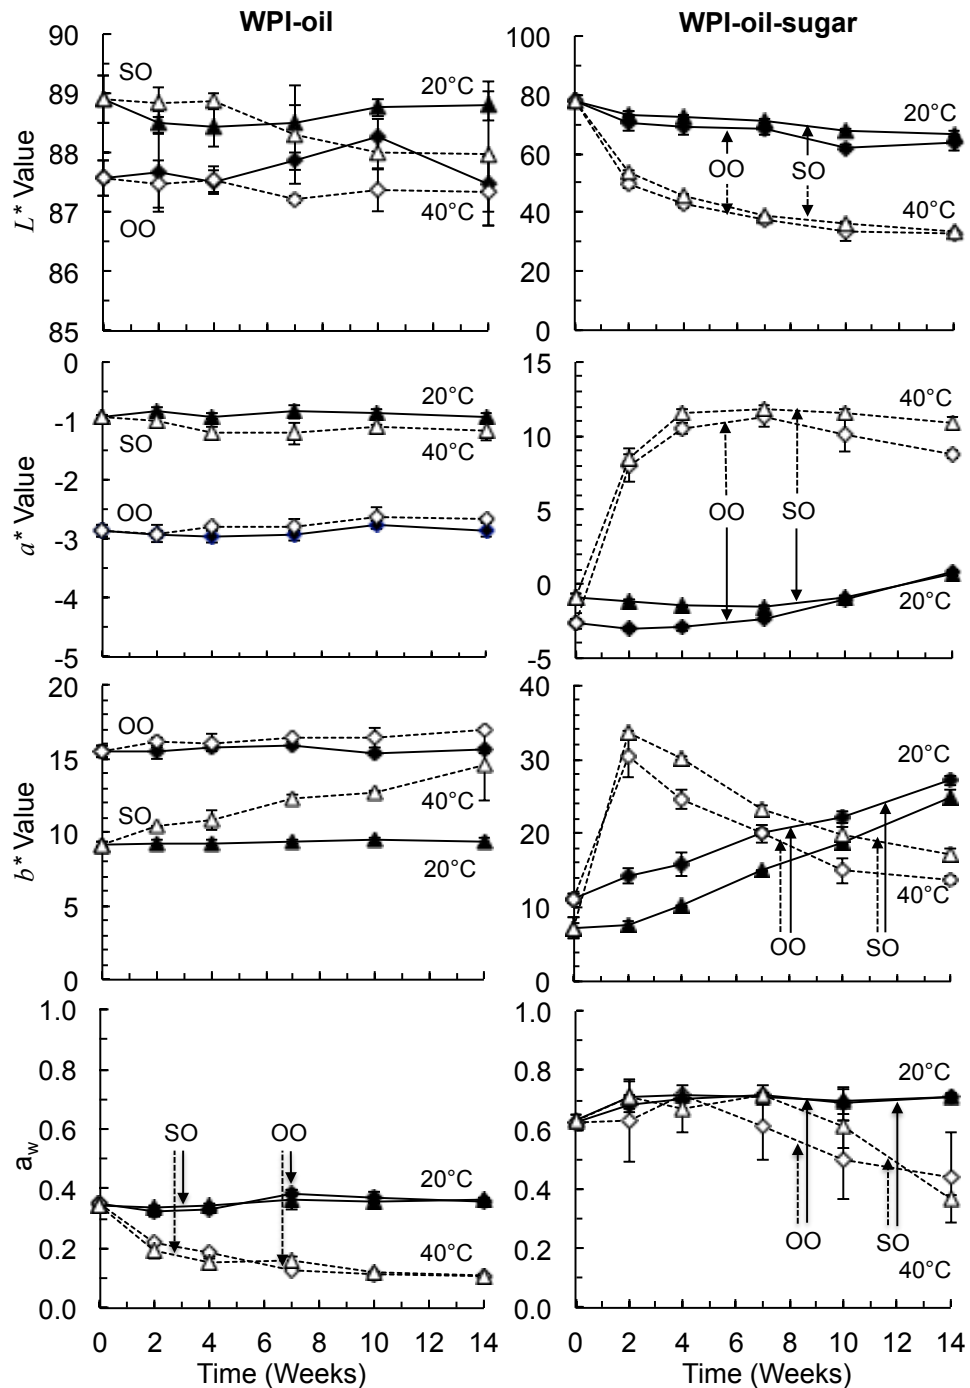 WPI-oil
WPI-oil-sugar
L* Value
90
89
88
87
86
85
SO
OO
20°C
40°C
100
80
60
40
20
0
20°C
OO
SO
40°C
a* Value
0
-1
-2
-3
-4
-5
20°C
SO
40°C
OO
15
10
5
0
-5
40°C
OO
SO
20°C
b* Value
20
15
10
5
0
OO
SO
40°C
20°C
40
30
20
10
0
20°C
40°C
OO
SO
a_w
1.0
0.8
0.6
0.4
0.2
0.0
SO
OO
20°C
40°C
0 2 4 6 8 10 12 14
Time (Weeks)
1.0
0.8
0.6
0.4
0.2
0.0
20°C
OO
SO
40°C
0 2 4 6 8 10 12 14
Time (Weeks)